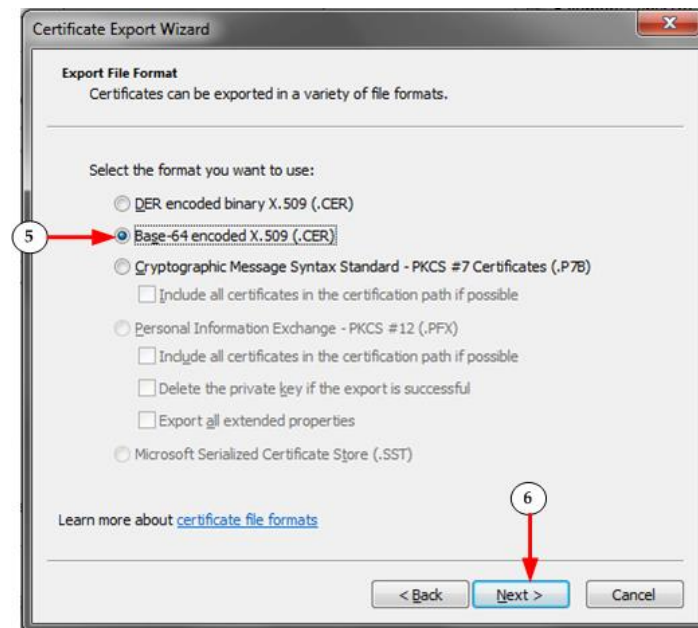 Certificate Export Wizard
Export File Format
Certificates can be exported in a variety of file formats.
Select the format you want to use:
DER encoded binary X.509 (.CER)
5
Base-64 encoded X.509 (.CER)
Cryptographic Message Syntax Standard - PKCS #7 Certificates (.P7B)
Include all certificates in the certification path if possible
Personal Information Exchange - PKCS #12 (.PFX)
Include all certificates in the certification path if possible
Delete the private key if the export is successful
Export all extended properties
Microsoft Serialized Certificate Store (.SST)
6
Learn more about certificate file formats
< Back Next > Cancel